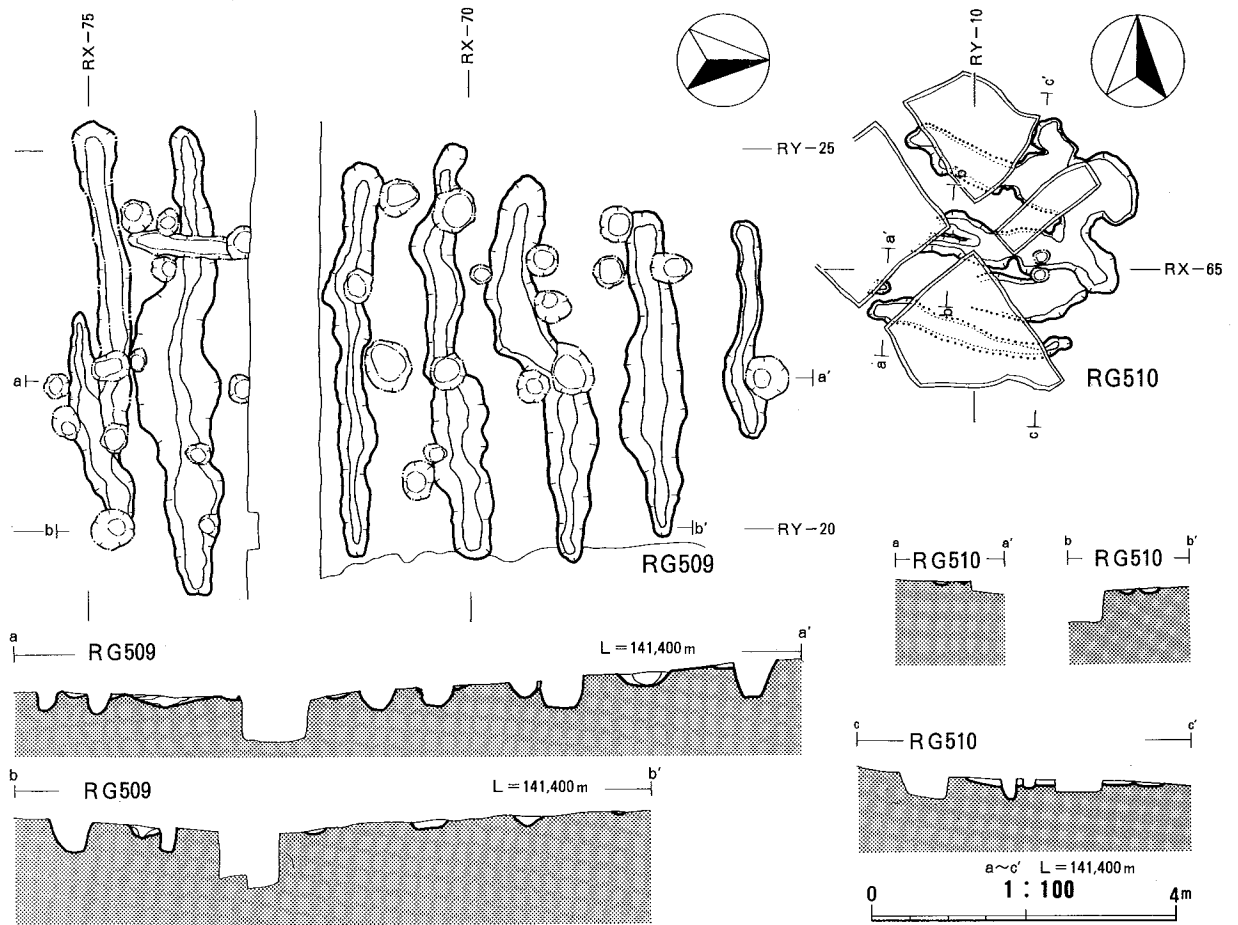 RX-75
RX-70
RY-10
c'
RY-25
a
a'
RX-65
b
a
RG510
c
a
a'
b
b'
RY-20
RG509
a
a'
RG510
b
b'
RG510
a
RG509
L=141,400m
a'
c
RG510
c'
b
RG509
L=141,400m
b'
a~c' L=141,400m
1:100
0
4m